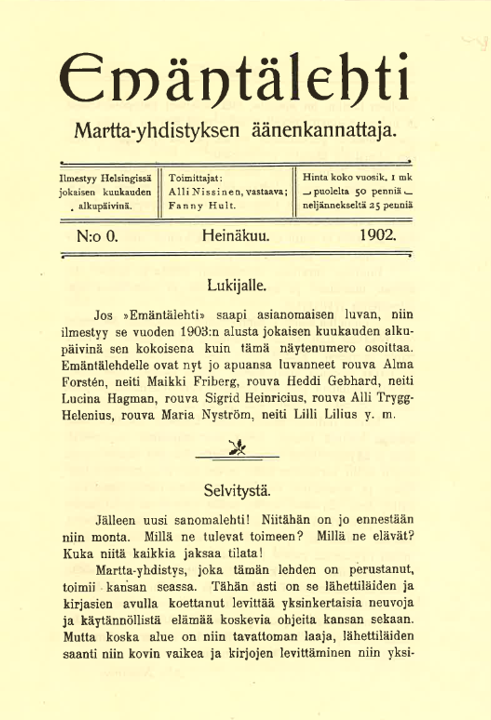 Emäntälehti
Martta-yhdistyksen äänenkannattaja.
Ilmestyy Helsingissä
jokaisen kuukauden
alkupäivinä.
Toimittajat:
Alli Nissinen, vastaava;
Fanny Hult.
Hinta koko vuosik. 1 mk
puolelta 50 penniä
neljännekseltä 25 penniä
N:o 0. Heinäkuu. 1902.
Lukijalle.
Jos »Emäntälehti» saapi asianomaisen luvan, niin
ilmestyy se vuoden 1903:n alusta jokaisen kuukauden alku-
päivinä sen kokoisena kuin tämä näytenumero osoittaa.
Emäntälehdelle ovat nyt jo apuansa luvanneet rouva Alma
Forstén, neiti Maikki Friberg, rouva Heddi Gebhard, neiti
Lucina Hagman, rouva Sigrid Heinricius, rouva Alli Trygg-
Helenius, rouva Maria Nyström, neiti Lilli Lilius y. m.
Selvitystä.
Jälleen uusi sanomalehti! Niitähän on jo ennestään
niin monta. Millä ne tulevat toimeen? Millä ne elävät?
Kuka niitä kaikkia jaksaa tilata!
Martta-yhdistys, joka tämän lehden on perustanut,
toimii kansan seassa. Tähän asti on se lähettiläiden ja
kirjasien avulla koettanut levittää yksinkertaisia neuvoja
ja käytännöllistä elämää koskevia ohjeita kansan sekaan.
Mutta koska alue on niin tavattoman laaja, lähettiläiden
saanti niin kovin vaikea ja kirjojen levittäminen niin yksi-